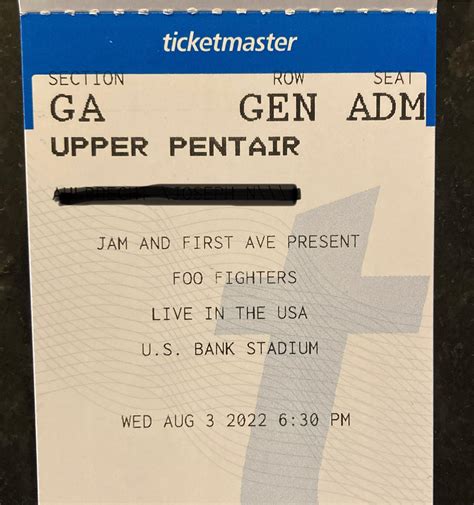 ticketmaster
SECTION ROW SEAT
GA GEN ADM
UPPER PENTAIR
JAM AND FIRST AVE PRESENT
FOO FIGHTERS
LIVE IN THE USA
U.S. BANK STADIUM
WED AUG 3 2022 6:30 PM